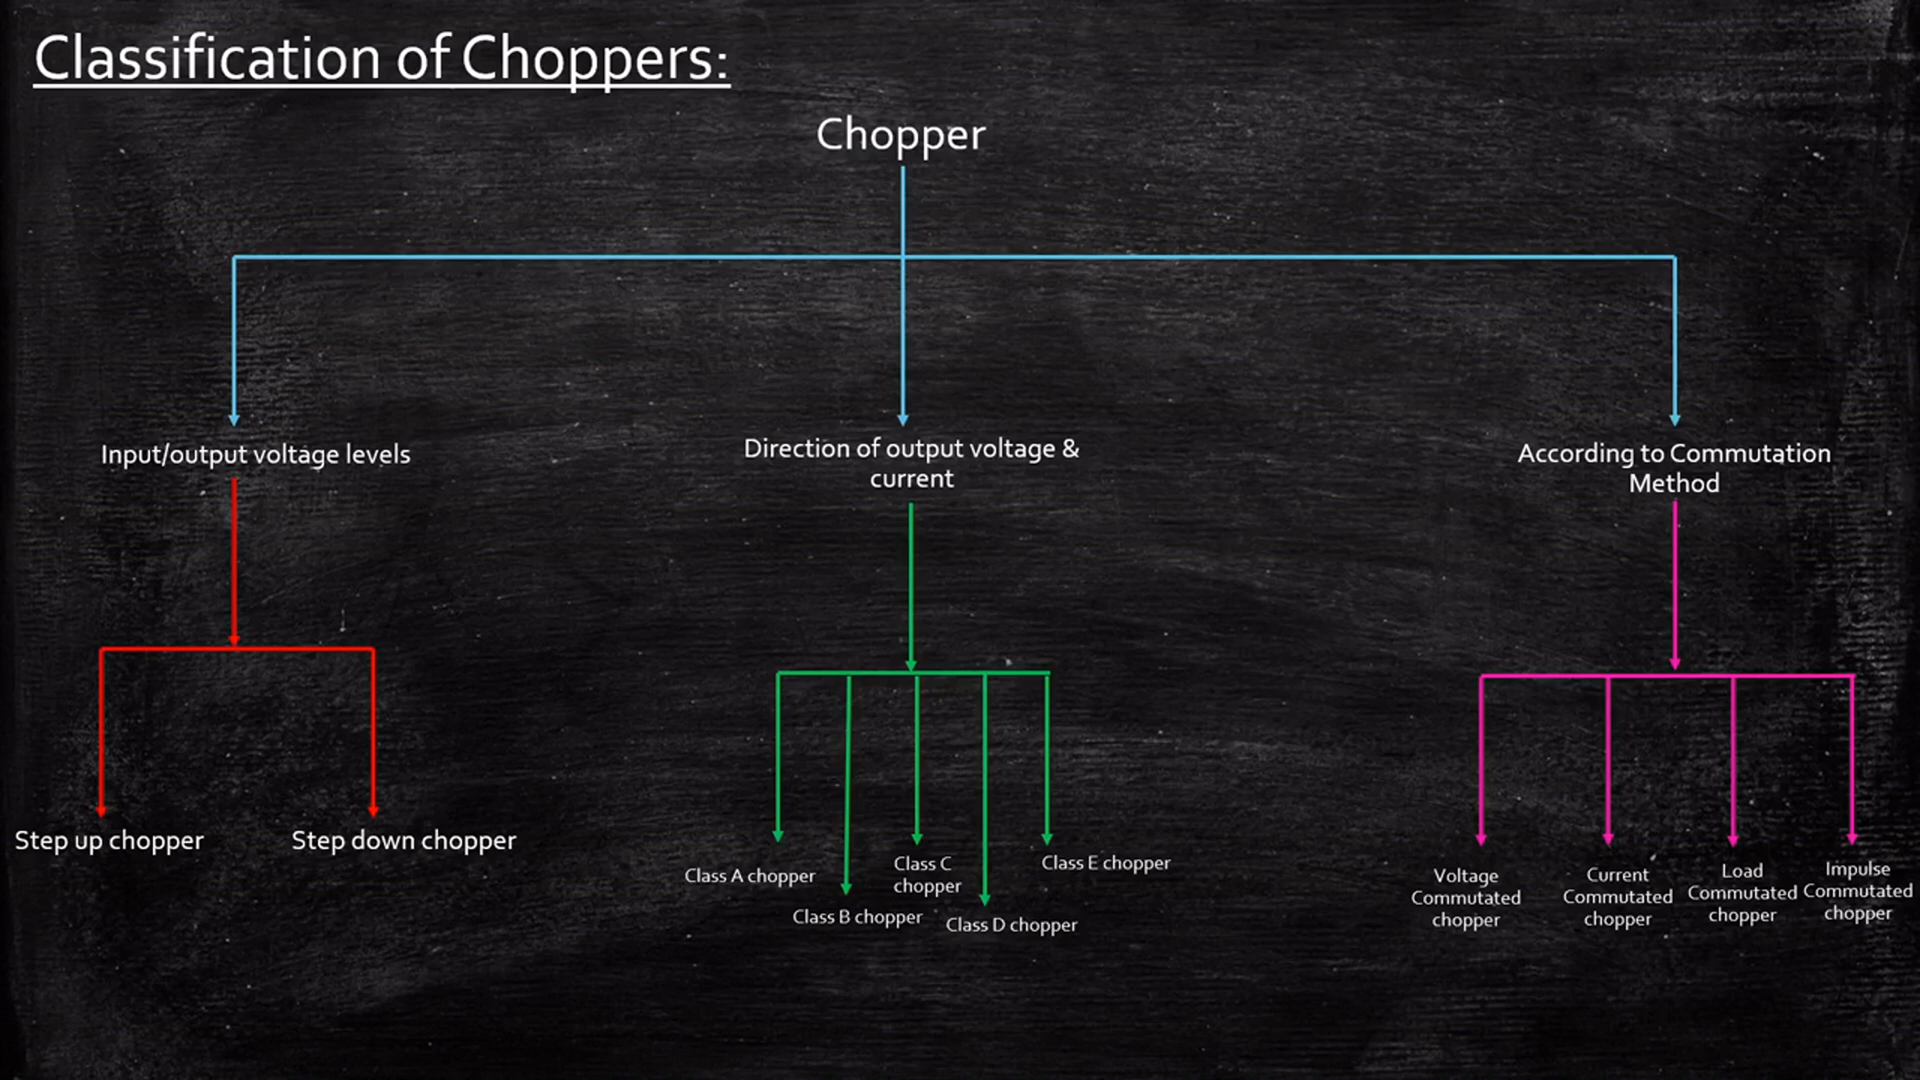 Classification of Choppers:
Chopper
Input/output voltage levels
Direction of output voltage &
current
According to Commutation
Method
Step up chopper
Step down chopper
Class A chopper
Class B chopper
Class C
chopper
Class D chopper
Class E chopper
Voltage
Commutated
chopper
Current
Commutated
chopper
Load
Commutated
chopper
Impulse
Commutated
chopper